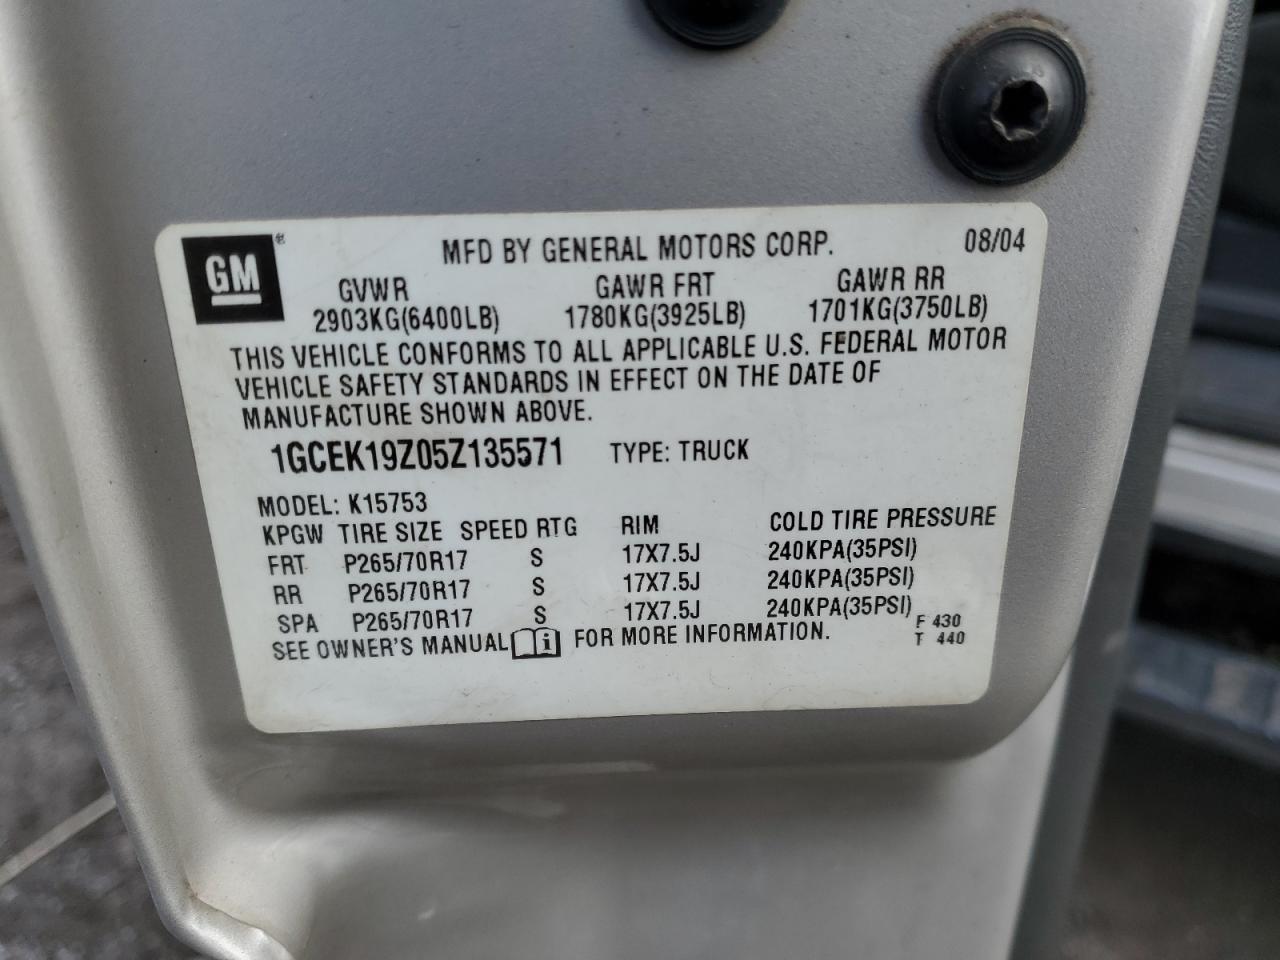 GM® MFD BY GENERAL MOTORS CORP. 08/04
GVWR GAWR FRT GAWR RR
2903KG(6400LB) 1780KG(3925LB) 1701KG(3750LB)
THIS VEHICLE CONFORMS TO ALL APPLICABLE U.S. FEDERAL MOTOR
VEHICLE SAFETY STANDARDS IN EFFECT ON THE DATE OF
MANUFACTURE SHOWN ABOVE.
1GCEK19Z05Z135571 TYPE: TRUCK
MODEL: K15753
KPGW TIRE SIZE SPEED RTG RIM COLD TIRE PRESSURE
FRT P265/70R17 S 17X7.5J 240KPA(35PSI)
RR P265/70R17 S 17X7.5J 240KPA(35PSI)
SPA P265/70R17 S 17X7.5J 240KPA(35PSI) F 430
SEE OWNER'S MANUAL i FOR MORE INFORMATION. T 440